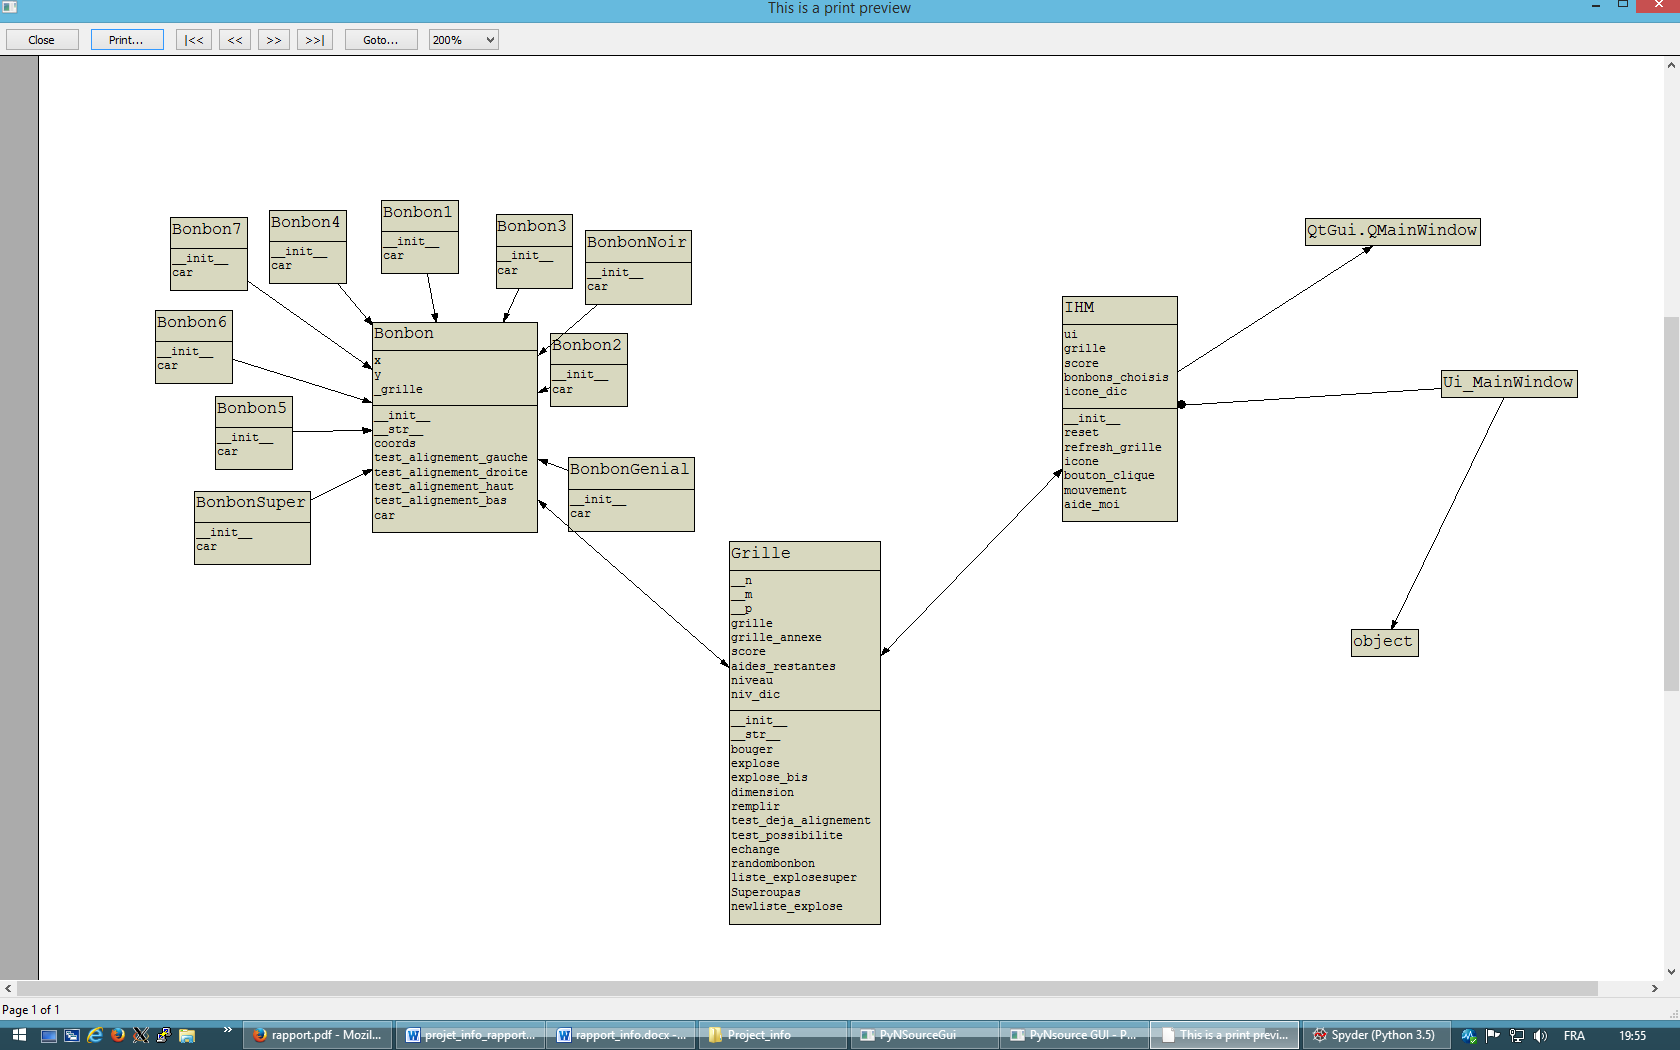 This is a print preview
Close
Print...
|<<
<<
>>
>>|
Goto...
200%
Bonbon7
__init__
car
Bonbon4
__init__
car
Bonbon1
__init__
car
Bonbon3
__init__
car
BonbonNoir
__init__
car
Bonbon6
__init__
car
Bonbon
x
y
_grille
__init__
__str__
coords
test_alignement_gauche
test_alignement_droite
test_alignement_haut
test_alignement_bas
car
Bonbon2
__init__
car
Bonbon5
__init__
car
BonbonSuper
__init__
car
BonbonGenial
__init__
car
Grille
__n
__m
__p
grille
grille_annexe
score
aides_restantes
niveau
niv_dic
__init__
__str__
bouger
explose
explose_bis
dimension
remplir
test_deja_alignement
test_possibilite
echange
randombonbon
liste_explosesuper
Superoupas
newliste_explose
IHM
ui
grille
score
bonbons_choisis
icone_dic
__init__
reset
refresh_grille
icone
bouton_clique
mouvement
aide_moi
QtGui.QMainWindow
Ui_MainWindow
object
Page 1 of 1
rapport.pdf - Mozil...
projet_info_rapport...
rapport_info.docx -...
Project_info
PyNSourceGui
PyNsource GUI - P...
This is a print previ...
Spyder (Python 3.5)
FRA
19:55